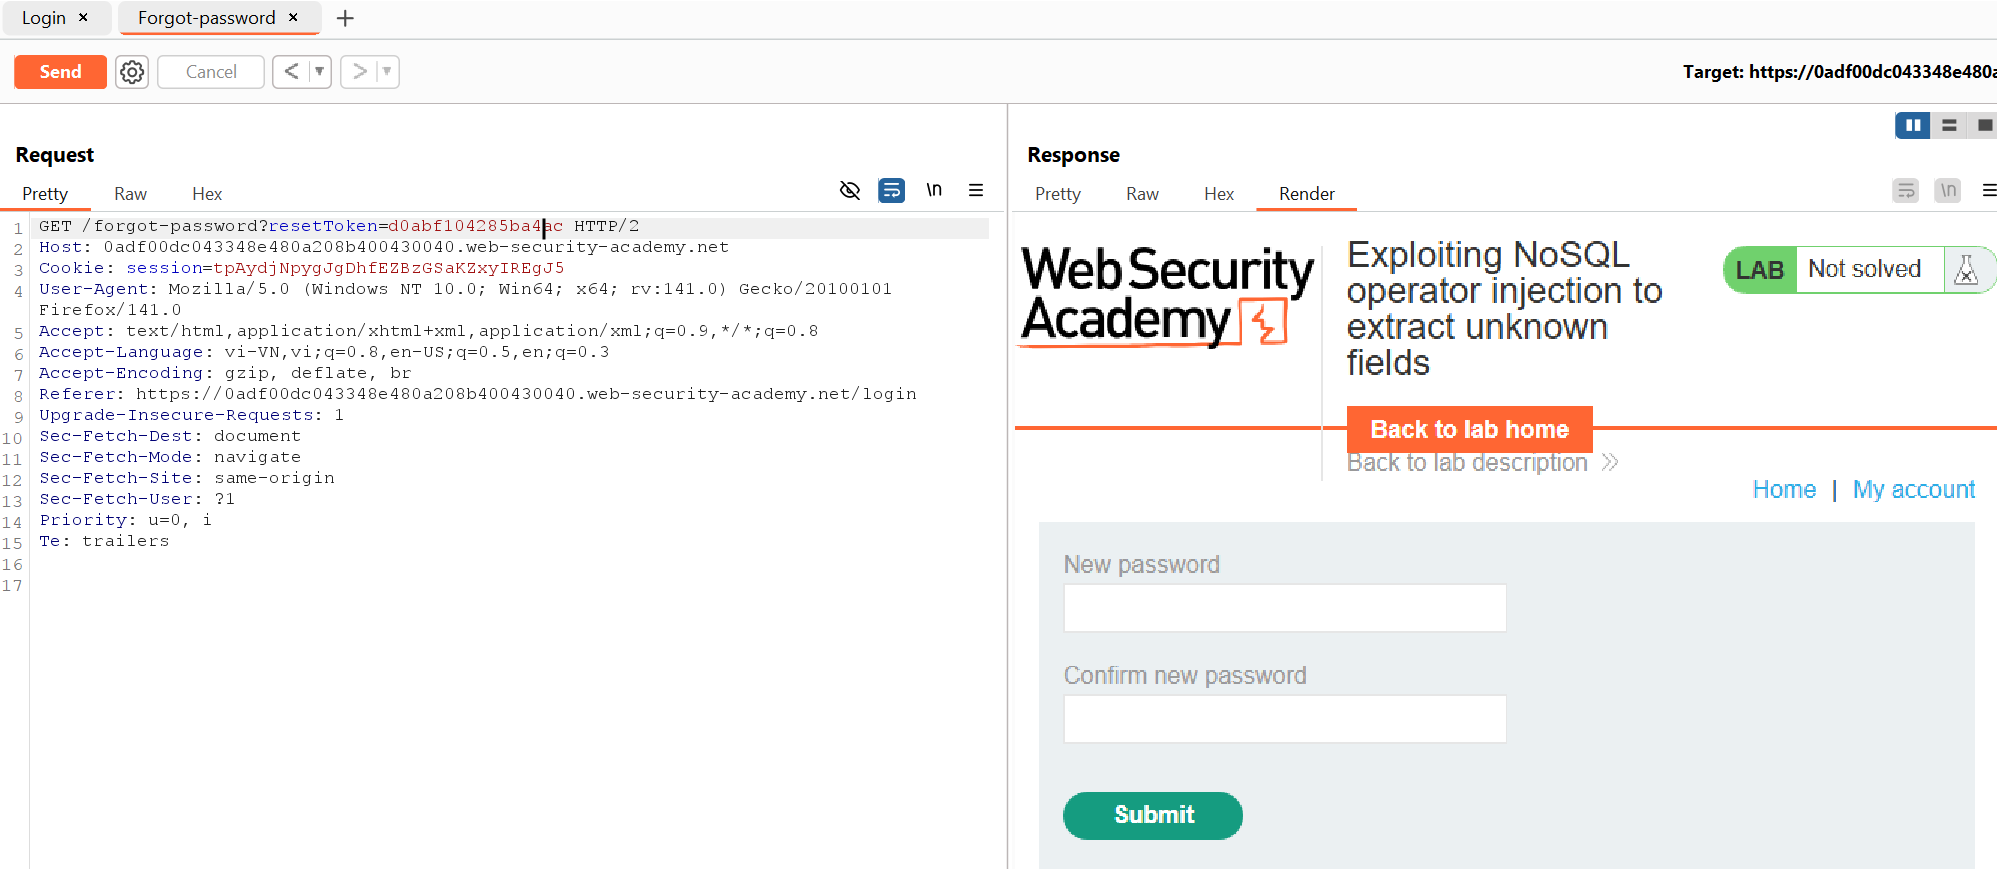 Login ×
Forgot-password ×
+
Send
Cancel
Target: https://0adf00dc043348e480a
Request
Pretty
Raw
Hex
\n
1 GET /forgot-password?resetToken=d0abf104285ba4ac HTTP/2
2 Host: 0adf00dc043348e480a208b400430040.web-security-academy.net
3 Cookie: session=tpAydjNpygJgDhfEZBzGSaKZxyIREgJ5
4 User-Agent: Mozilla/5.0 (Windows NT 10.0; Win64; x64; rv:141.0) Gecko/20100101
Firefox/141.0
5 Accept: text/html,application/xhtml+xml,application/xml;q=0.9,*/*;q=0.8
6 Accept-Language: vi-VN,vi;q=0.8,en-US;q=0.5,en;q=0.3
7 Accept-Encoding: gzip, deflate, br
8 Referer: https://0adf00dc043348e480a208b400430040.web-security-academy.net/login
9 Upgrade-Insecure-Requests: 1
10 Sec-Fetch-Dest: document
11 Sec-Fetch-Mode: navigate
12 Sec-Fetch-Site: same-origin
13 Sec-Fetch-User: ?1
14 Priority: u=0, i
15 Te: trailers
16
17
Response
Pretty
Raw
Hex
Render
\n
Web Security
Academy
Exploiting NoSQL
operator injection to
extract unknown
fields
LAB Not solved
Back to lab home
Back to lab description »
Home | My account
New password
Confirm new password
Submit